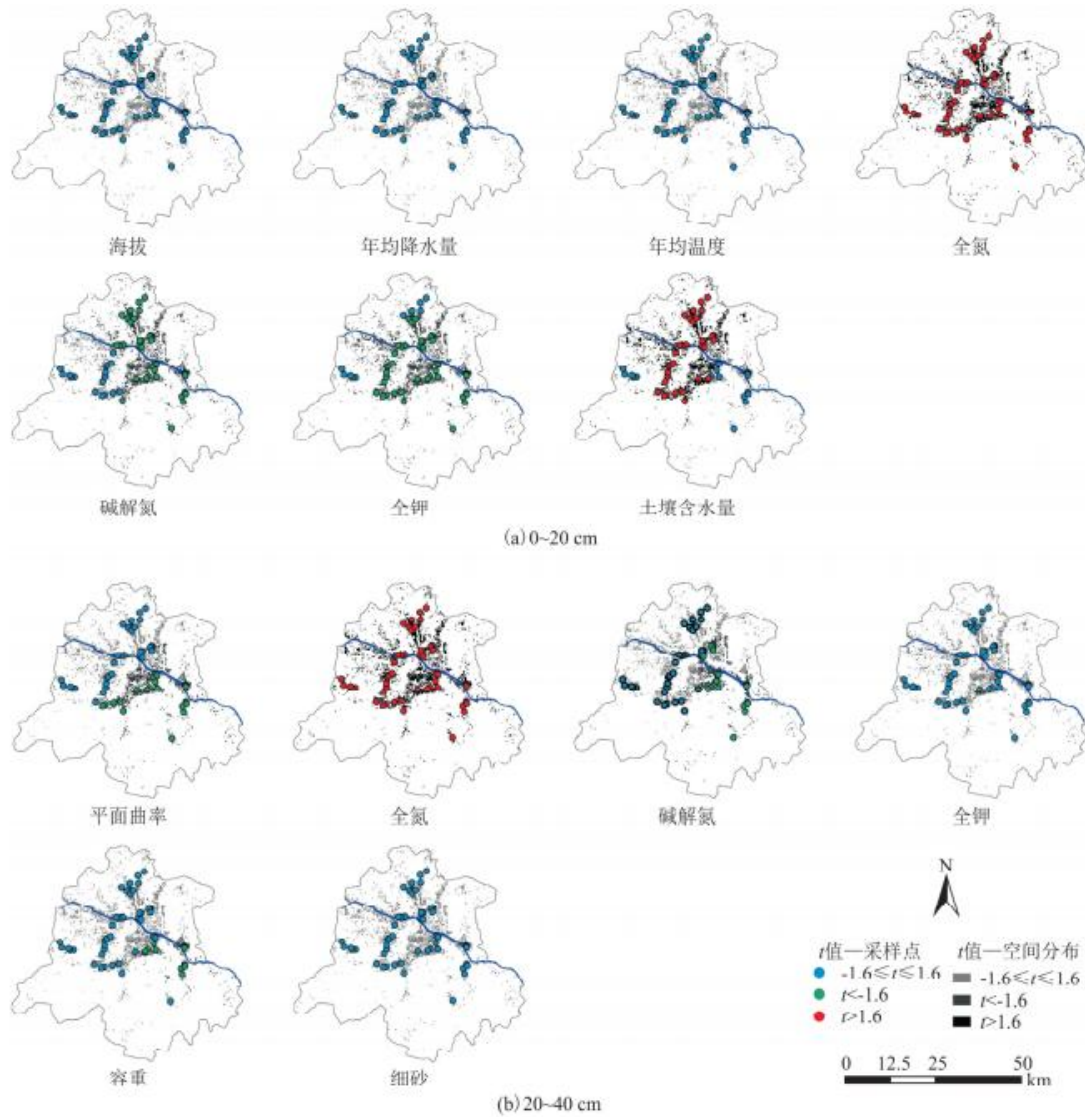 海拔
年均降水量
年均温度
全氮
碱解氮
全钾
土壤含水量
(a) 0~20 cm
平面曲率
全氮
碱解氮
全钾
容重
细砂
N
t值—采样点
-1.6≤t≤1.6
t<-1.6
t>1.6
t值—空间分布
-1.6≤t≤1.6
t<-1.6
t>1.6
0 12.5 25 50
km
(b) 20~40 cm